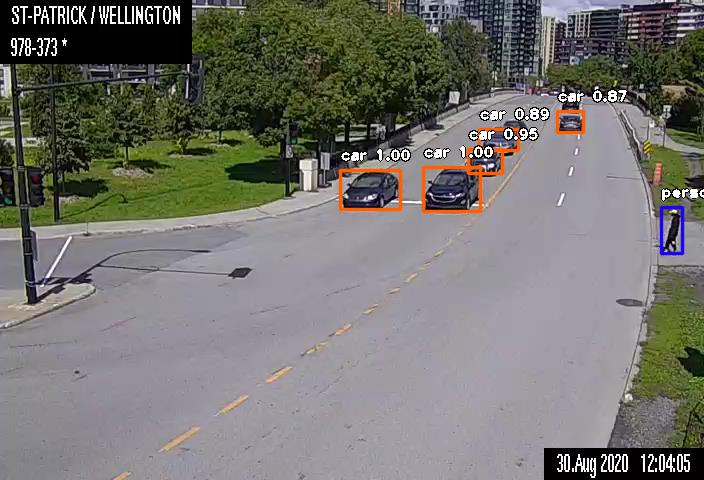 ST-PATRICK / WELLINGTON
978-373 *
car 0.87
car 0.89
car 0.95
car 1.00
car 1.00
perso
30.Aug 2020 12:04:05